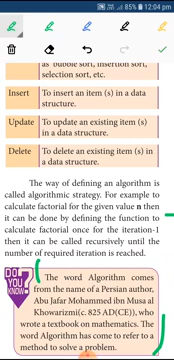 85% 12:04 pm
as bubble sort, insertion sort,
selection sort, etc.
Insert To insert an item (s) in a data
structure.
Update To update an existing item (s)
in a data structure.
Delete To delete an existing item (s) in
a data structure.
The way of defining an algorithm is
called algorithmic strategy. For example to
calculate factorial for the given value n then
it can be done by defining the function to
calculate factorial once for the iteration-1
then it can be called recursively until the
number of required iteration is reached.
DO YOU KNOW?
The word Algorithm comes
from the name of a Persian author,
Abu Jafar Mohammed ibn Musa al
Khowarizmi(c. 825 AD(CE)), who
wrote a textbook on mathematics. The
word Algorithm has come to refer to a
method to solve a problem.